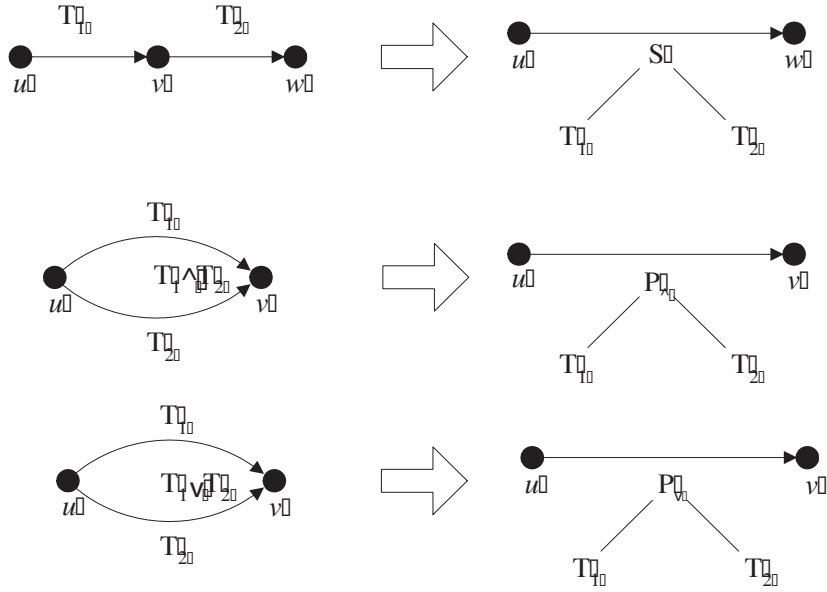 T₁ T₂
u v w
u w
S
T₁ T₂
T₁
T₁ ∧ T₂
u v
T₂
u v
P∧
T₁ T₂
T₁
T₁ ∨ T₂
u v
T₂
u v
P∨
T₁ T₂